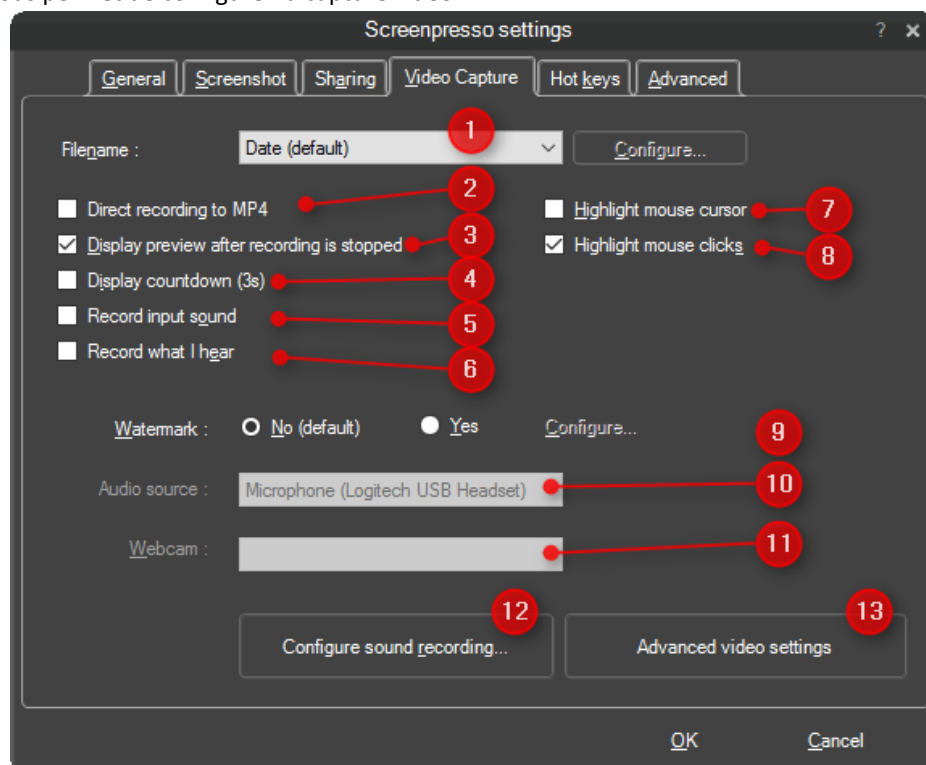 Screenpresso settings ? ×
General Screenshot Sharing Video Capture Hot keys Advanced
1
Filename : Date (default) Configure...
2
Direct recording to MP4 Highlight mouse cursor 7
Display preview after recording is stopped 3 Highlight mouse clicks 8
Display countdown (3s) 4
Record input sound 5
Record what I hear 6
Watermark : No (default) Yes Configure... 9
Audio source : Microphone (Logitech USB Headset) 10
Webcam : 11
12 13
Configure sound recording... Advanced video settings
OK Cancel